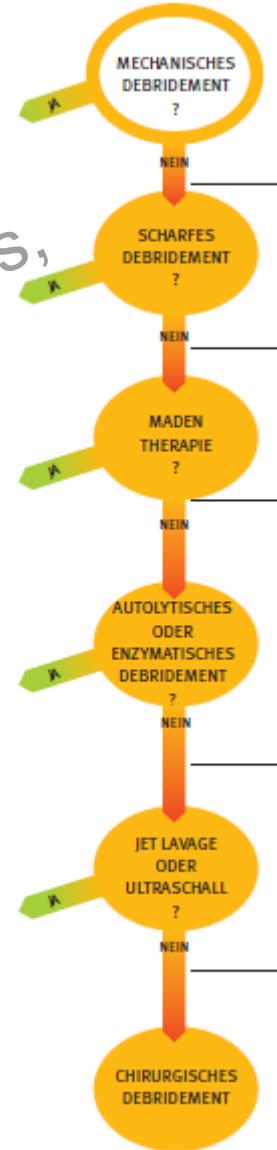 MECHANISCHES
DEBRIDEMENT
?
JA
NEIN
s,
SCHARFES
DEBRIDEMENT
?
JA
NEIN
MADEN
THERAPIE
?
JA
NEIN
AUTOLYTISCHES
ODER
ENZYMATISCHES
DEBRIDEMENT
?
JA
NEIN
JET LAVAGE
ODER
ULTRASCHALL
?
JA
NEIN
CHIRURGISCHES
DEBRIDEMENT